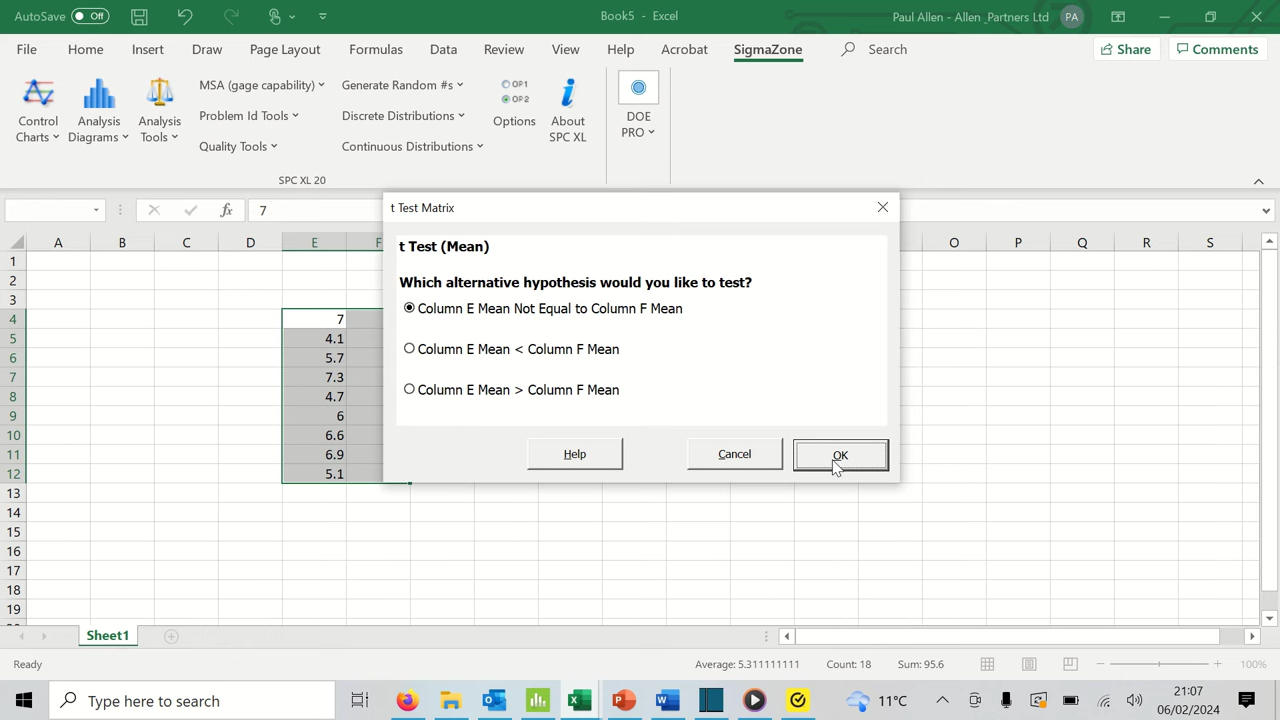 AutoSave Off
Book5 - Excel
Paul Allen - Allen _Partners Ltd PA
File Home Insert Draw Page Layout Formulas Data Review View Help Acrobat SigmaZone Search Share Comments
Control Charts
Analysis Diagrams
Analysis Tools
MSA (gage capability)
Problem Id Tools
Quality Tools
Generate Random #s
Discrete Distributions
Continuous Distributions
OP1
OP2
Options
About SPC XL
DOE PRO
SPC XL 20
fx 7
t Test Matrix
A B C D E F O P Q R S
t Test (Mean)
Which alternative hypothesis would you like to test?
Column E Mean Not Equal to Column F Mean
Column E Mean < Column F Mean
Column E Mean > Column F Mean
Help Cancel OK
1
2
3
4 7
5 4.1
6 5.7
7 7.3
8 4.7
9 6
10 6.6
11 6.9
12 5.1
13
14
15
16
17
18
19
Sheet1
Ready Average: 5.311111111 Count: 18 Sum: 95.6 100%
Type here to search 11°C 21:07
06/02/2024